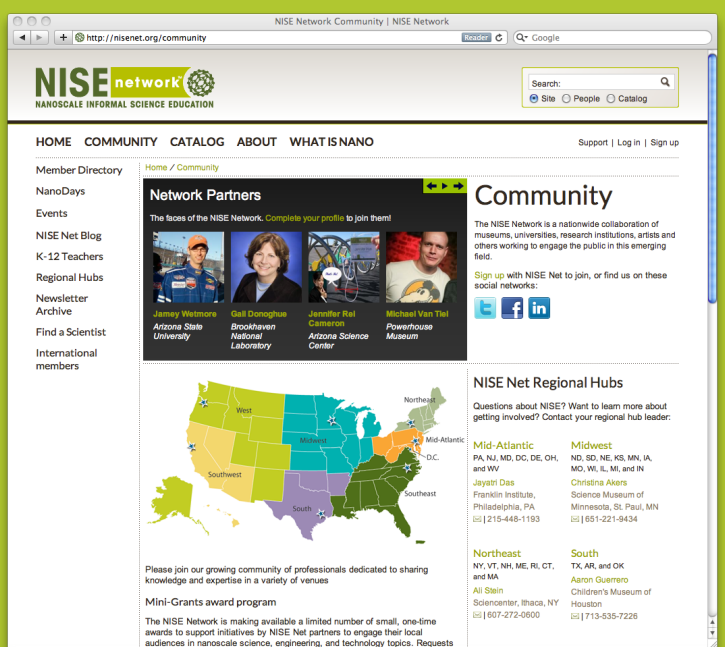 NISE Network Community | NISE Network
http://nisenet.org/community
Reader
Google
NISE network
NANOSCALE INFORMAL SCIENCE EDUCATION
Search:
Site People Catalog
HOME COMMUNITY CATALOG ABOUT WHAT IS NANO
Support | Log in | Sign up
Member Directory
NanoDays
Events
NISE Net Blog
K-12 Teachers
Regional Hubs
Newsletter
Archive
Find a Scientist
International
members
Home / Community
Network Partners
The faces of the NISE Network. Complete your profile to join them!
Jamey Wetmore
Arizona State
University
Gail Donoghue
Brookhaven
National
Laboratory
Jennifer Rei
Cameron
Arizona Science
Center
Michael Van Tiel
Powerhouse
Museum
Community
The NISE Network is a nationwide collaboration of
museums, universities, research institutions, artists and
others working to engage the public in this emerging
field.
Sign up with NISE Net to join, or find us on these
social networks:
West
Midwest
Northeast
Mid-Atlantic
D.C.
Southwest
South
Southeast
Please join our growing community of professionals dedicated to sharing
knowledge and expertise in a variety of venues
Mini-Grants award program
The NISE Network is making available a limited number of small, one-time
awards to support initiatives by NISE Net partners to engage their local
audiences in nanoscale science, engineering, and technology topics. Requests
NISE Net Regional Hubs
Questions about NISE? Want to learn more about
getting involved? Contact your regional hub leader:
Mid-Atlantic
PA, NJ, MD, DC, DE, OH,
and WV
Jayatri Das
Franklin Institute,
Philadelphia, PA
| 215-448-1193
Midwest
ND, SD, NE, KS, MN, IA,
MO, WI, IL, MI, and IN
Christina Akers
Science Museum of
Minnesota, St. Paul, MN
| 651-221-9434
Northeast
NY, VT, NH, ME, RI, CT,
and MA
Ali Stein
Sciencenter, Ithaca, NY
| 607-272-0600
South
TX, AR, and OK
Aaron Guerrero
Children's Museum of
Houston
| 713-535-7226